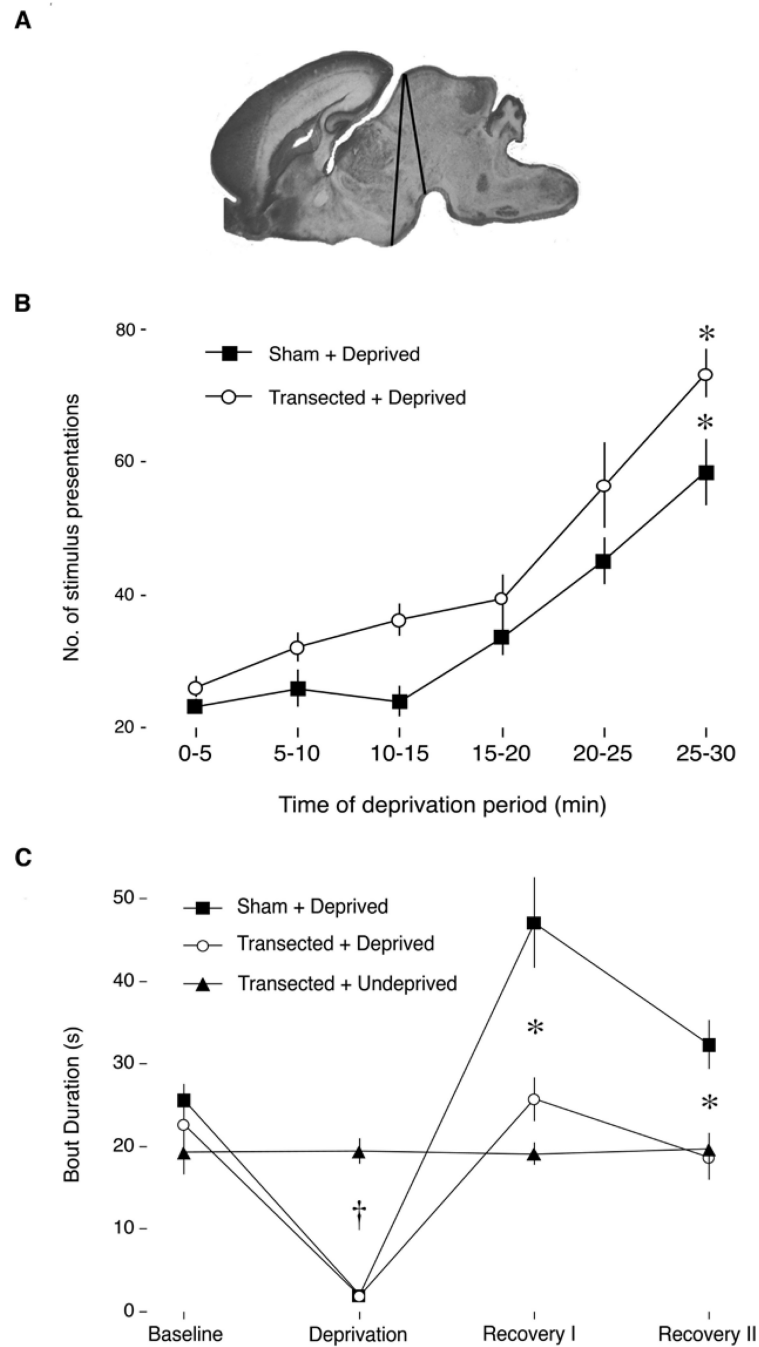 A
B
80 -
Sham + Deprived
*
Transected + Deprived
*
No. of stimulus presentations
60 -
40 -
20 -
0-5 5-10 10-15 15-20 20-25 25-30
Time of deprivation period (min)
C
50 –
Sham + Deprived
Transected + Deprived
40 –
Transected + Undeprived
*
Bout Duration (s)
30 –
*
20 –
†
10 –
0 –
Baseline Deprivation Recovery I Recovery II